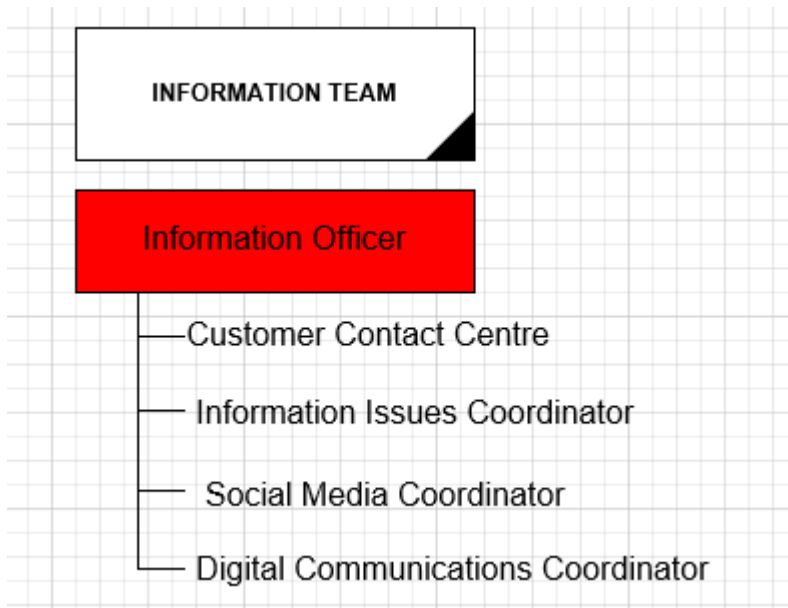 INFORMATION TEAM
Information Officer
Customer Contact Centre
Information Issues Coordinator
Social Media Coordinator
Digital Communications Coordinator